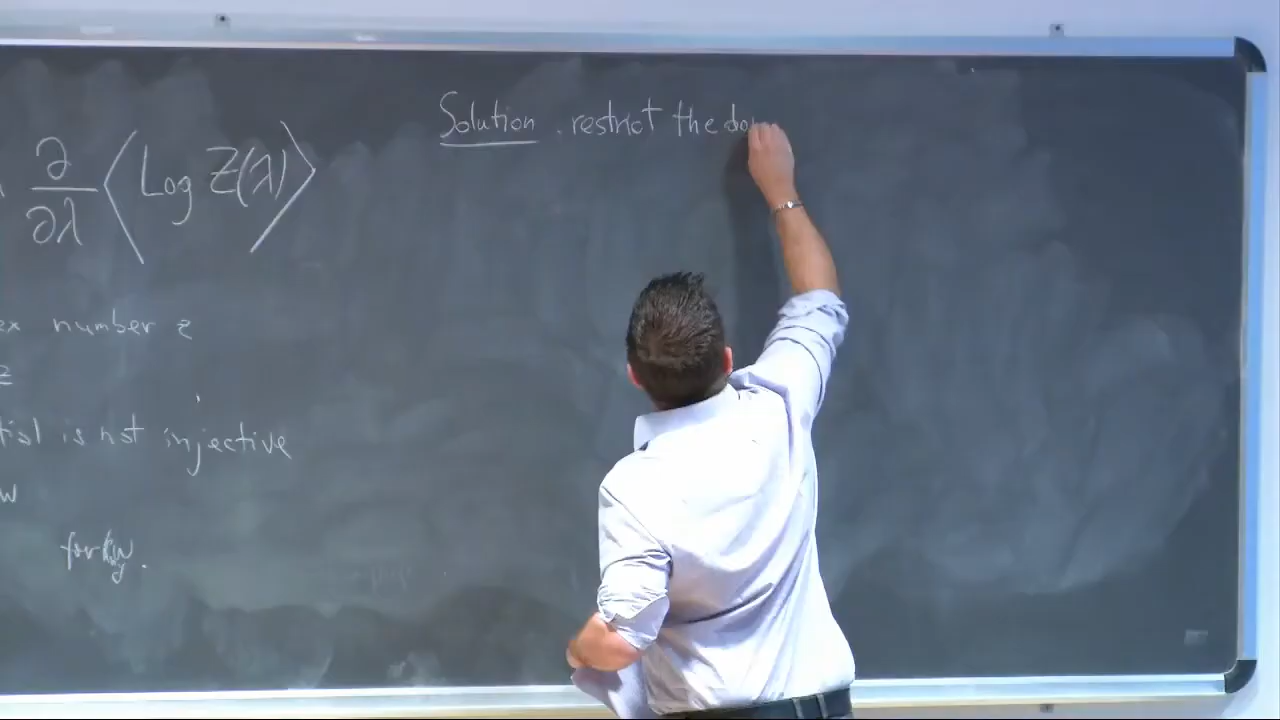 ∂/∂λ ⟨Log Z(λ)⟩
ex number z
z
tial is not injective
w
for
Solution . restrict the do